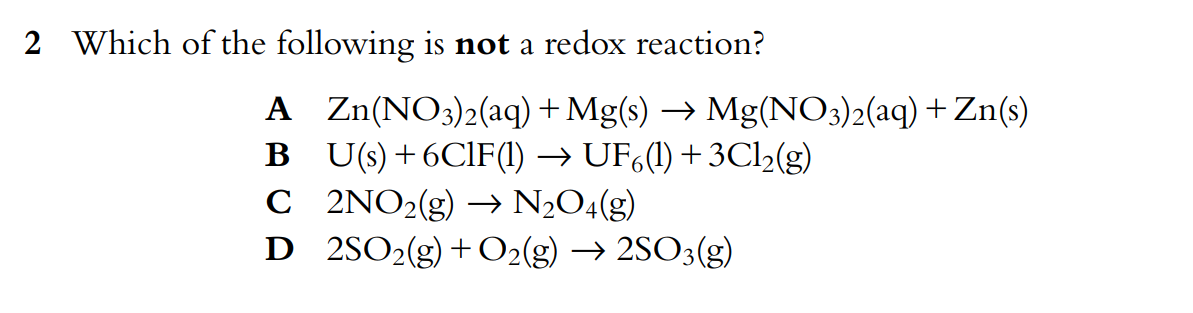 2 Which of the following is not a redox reaction?
A Zn(NO₃)₂(aq) + Mg(s) → Mg(NO₃)₂(aq) + Zn(s)
B U(s) + 6ClF(l) → UF₆(l) + 3Cl₂(g)
C 2NO₂(g) → N₂O₄(g)
D 2SO₂(g) + O₂(g) → 2SO₃(g)